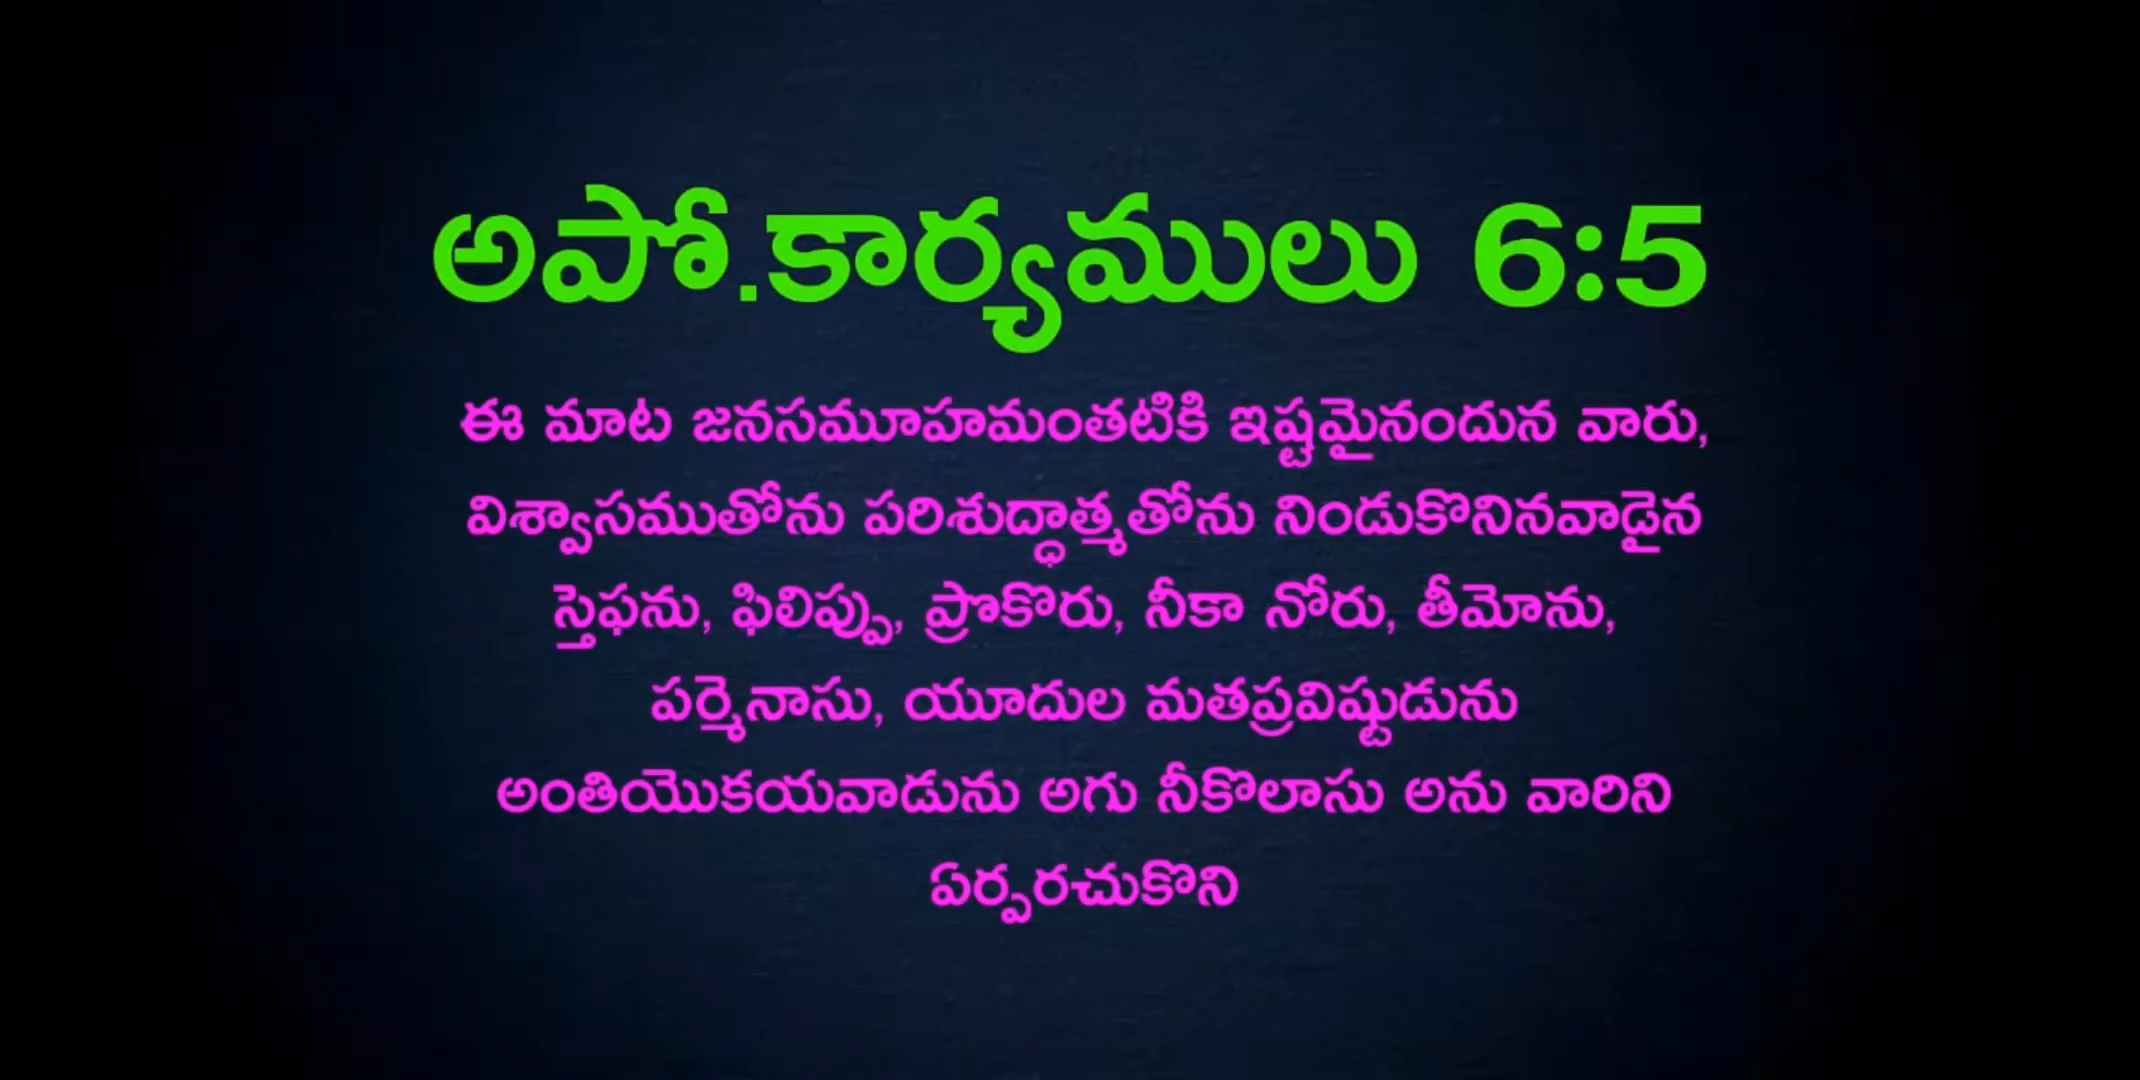 అపో.కార్యములు 6:5
ఈ మాట జనసమూహమంతటికి ఇష్టమైనందున వారు,
విశ్వాసముతోను పరిశుద్ధాత్మతోను నిండుకొనినవాడైన
స్తెఫను, ఫిలిప్పు, ప్రొకొరు, నీకా నోరు, తీమోను,
పర్మెనాసు, యూదుల మతప్రవిష్టుడును
అంతియొకయవాడును అగు నీకొలాసు అను వారిని
ఏర్పరచుకొని